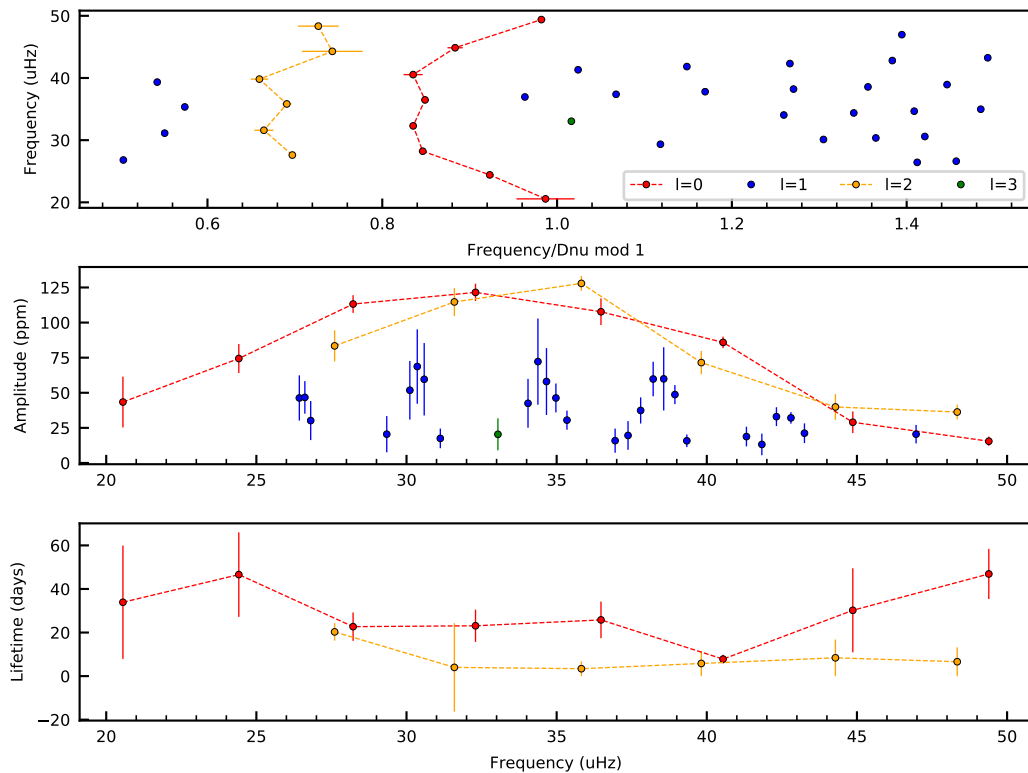 50
40
30
20
Frequency (uHz)
l=0 l=1 l=2 l=3
0.6 0.8 1.0 1.2 1.4
Frequency/Dnu mod 1
125
100
75
50
25
0
Amplitude (ppm)
20 25 30 35 40 45 50
60
40
20
0
−20
Lifetime (days)
20 25 30 35 40 45 50
Frequency (uHz)